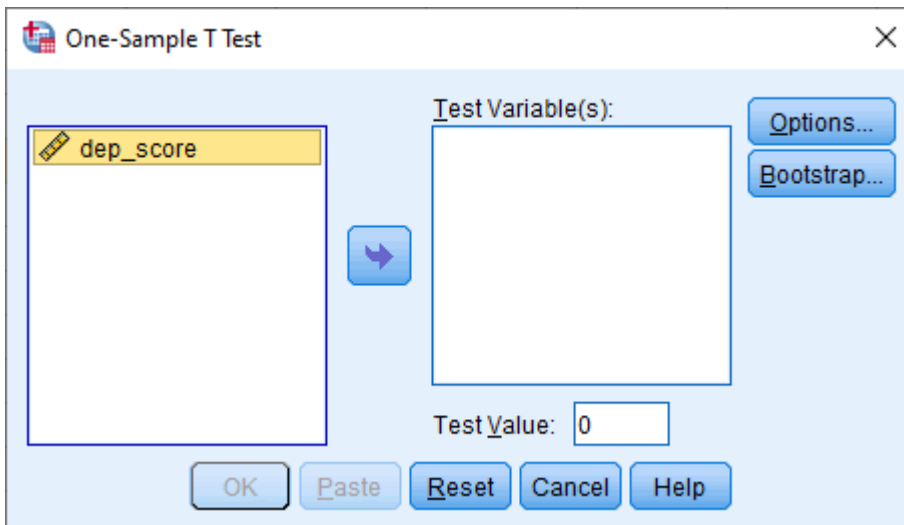 One-Sample T Test
Test Variable(s):
dep_score
Options...
Bootstrap...
Test Value: 0
OK Paste Reset Cancel Help